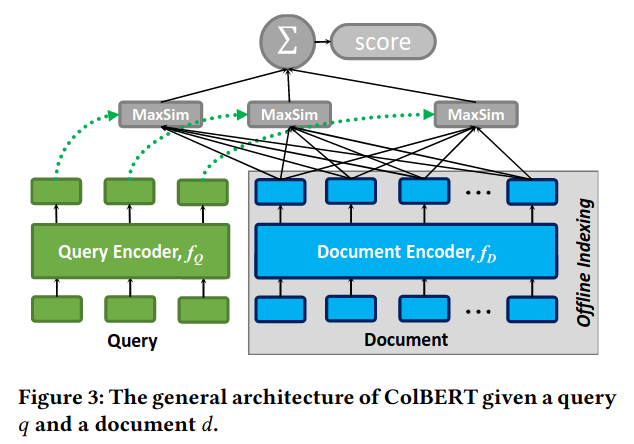 Σ
score
MaxSim MaxSim MaxSim
Query Encoder, f_Q
Document Encoder, f_D
Offline Indexing
Query
Document
Figure 3: The general architecture of ColBERT given a query
q and a document d.